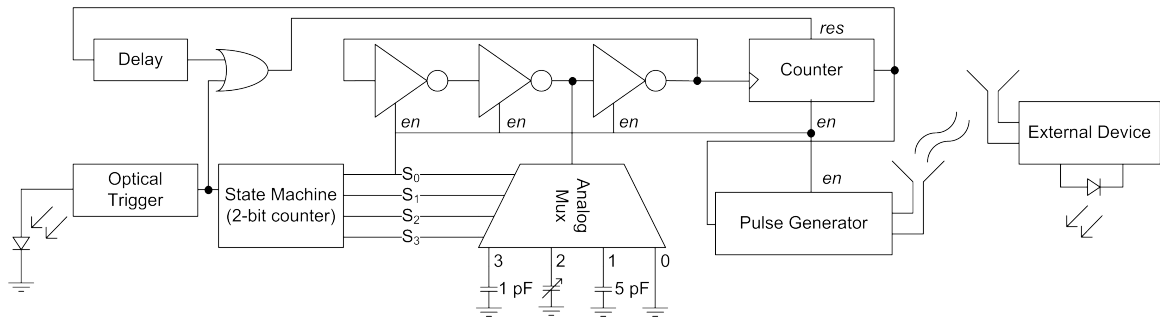 res
Delay
Counter
External Device
en
en
en
en
Optical
Trigger
State Machine
(2-bit counter)
S0
S1
S2
S3
Analog
Mux
en
Pulse Generator
3
2
1
0
1 pF
5 pF